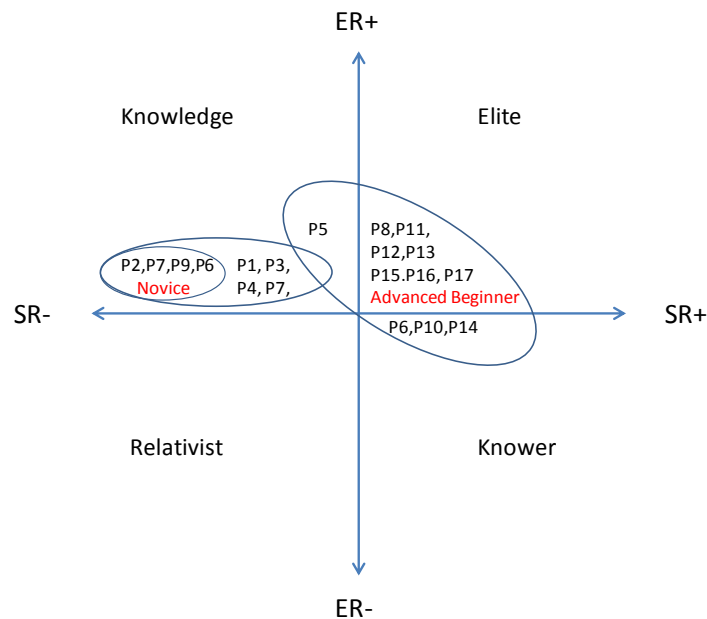 ER+
Knowledge
Elite
P5
P8,P11,
P12,P13
P15.P16, P17
Advanced Beginner
P2,P7,P9,P6
Novice
P1, P3,
P4, P7,
SR-
SR+
P6,P10,P14
Relativist
Knower
ER-